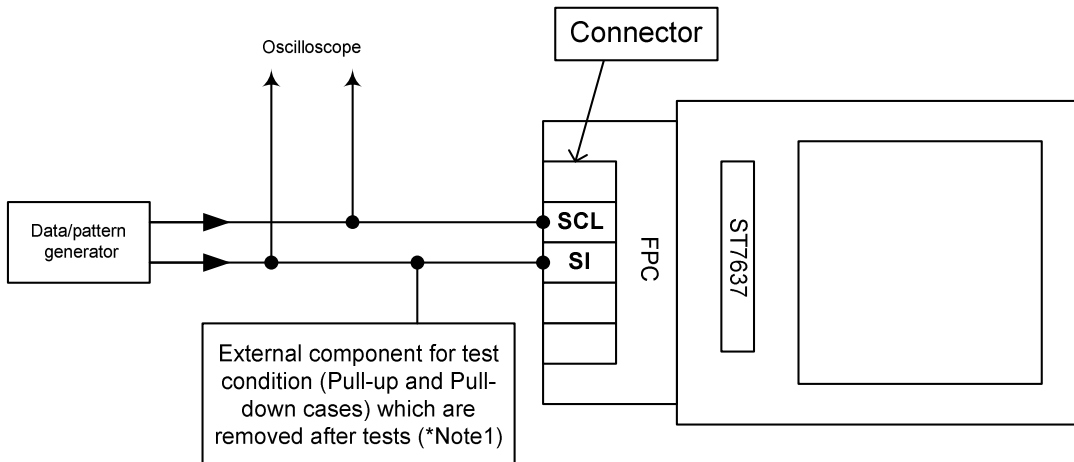 Connector
Oscilloscope
Data/pattern
generator
SCL
SI
FPC
ST7637
External component for test
condition (Pull-up and Pull-
down cases) which are
removed after tests (*Note1)